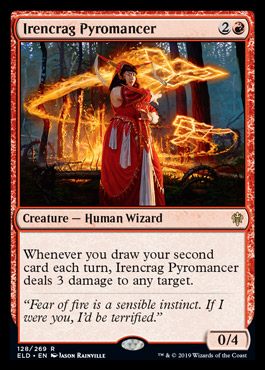 Irencrag Pyromancer 2
Creature — Human Wizard
Whenever you draw your second
card each turn, Irencrag Pyromancer
deals 3 damage to any target.
“Fear of fire is a sensible instinct. If
I were you, I’d be terrified.”
0/4
128/269 R
ELD • EN Jason Rainville
™ & © 2019 Wizards of the Coast